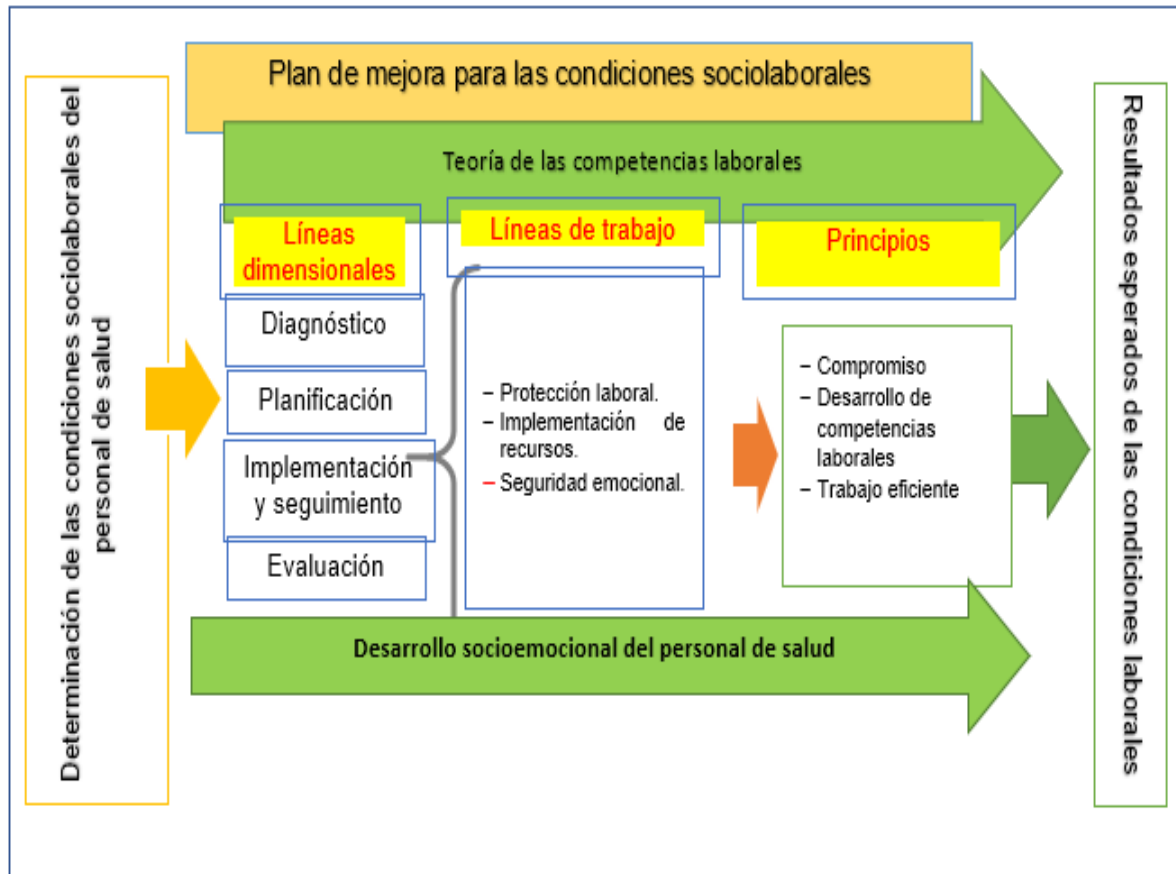 Plan de mejora para las condiciones sociolaborales
Teoría de las competencias laborales
Determinación de las condiciones sociolaborales del
personal de salud
Líneas
dimensionales
Diagnóstico
Planificación
Implementación
y seguimiento
Evaluación
Líneas de trabajo
– Protección laboral.
– Implementación de
recursos.
– Seguridad emocional.
Principios
– Compromiso
– Desarrollo de
competencias
laborales
– Trabajo eficiente
Desarrollo socioemocional del personal de salud
Resultados esperados de las condiciones laborales